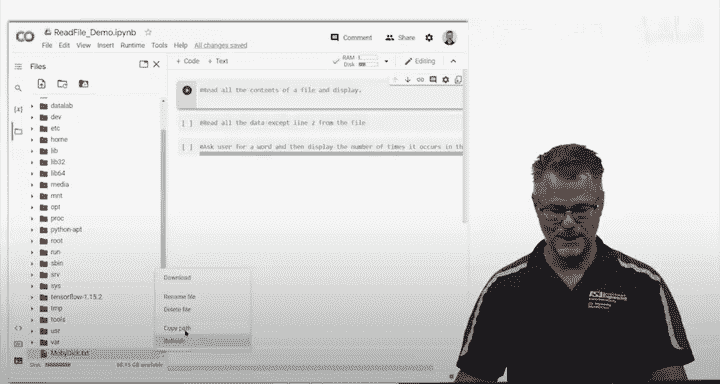 ReadFile_Demo.ipynb
Comment
Share
File Edit View Insert Runtime Tools Help All changes saved
Files
+ Code + Text
RAM
Disk
Editing
#Read all the contents of a file and display.
[ ] #Read all the data except line 2 from the file
[ ] #Ask user for a word and then display the number of times it occurs in th
{x}
datalab
dev
etc
home
lib
lib32
lib64
media
mnt
opt
proc
python-apt
root
run
sbin
srv
sys
tensorflow-1.15.2
tmp
tools
usr
var
MobyDick.txt
Download
Rename file
Delete file
Copy path
Refresh
Disk